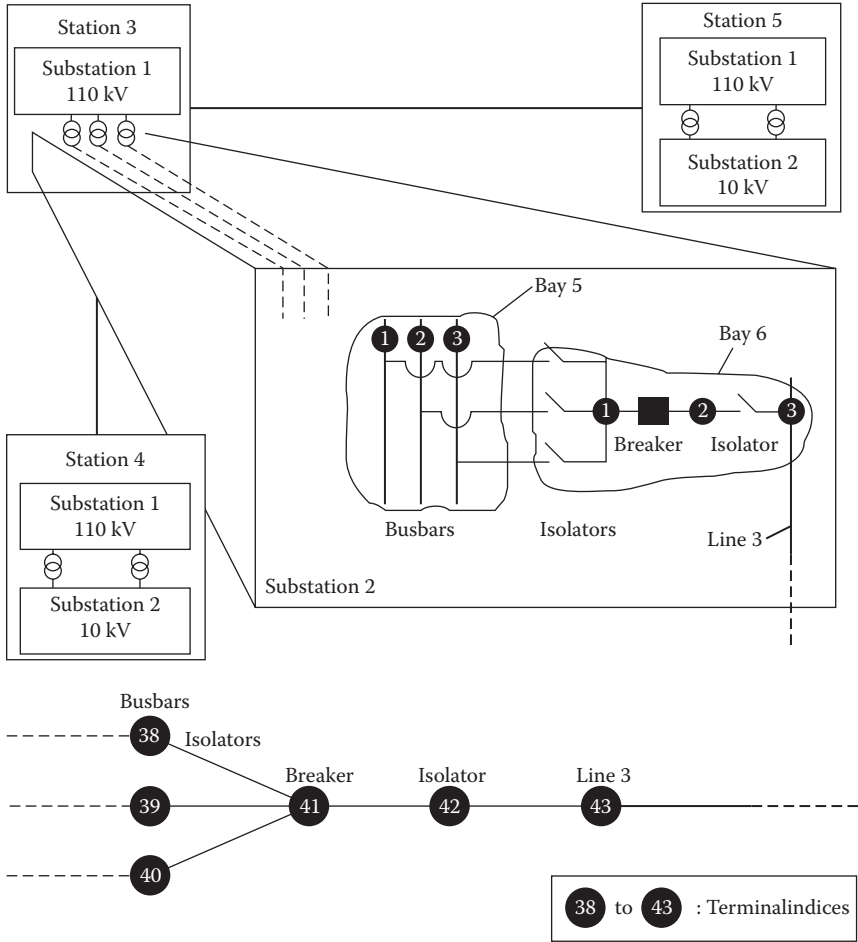 Station 3
Substation 1
110 kV
Station 5
Substation 1
110 kV
Substation 2
10 kV
Bay 5
Bay 6
1
2
3
1
2
3
Breaker
Isolator
Busbars
Isolators
Line 3
Substation 2
Station 4
Substation 1
110 kV
Substation 2
10 kV
Busbars
38
Isolators
Breaker
Isolator
Line 3
39
41
42
43
40
38 to 43 : Terminalindices